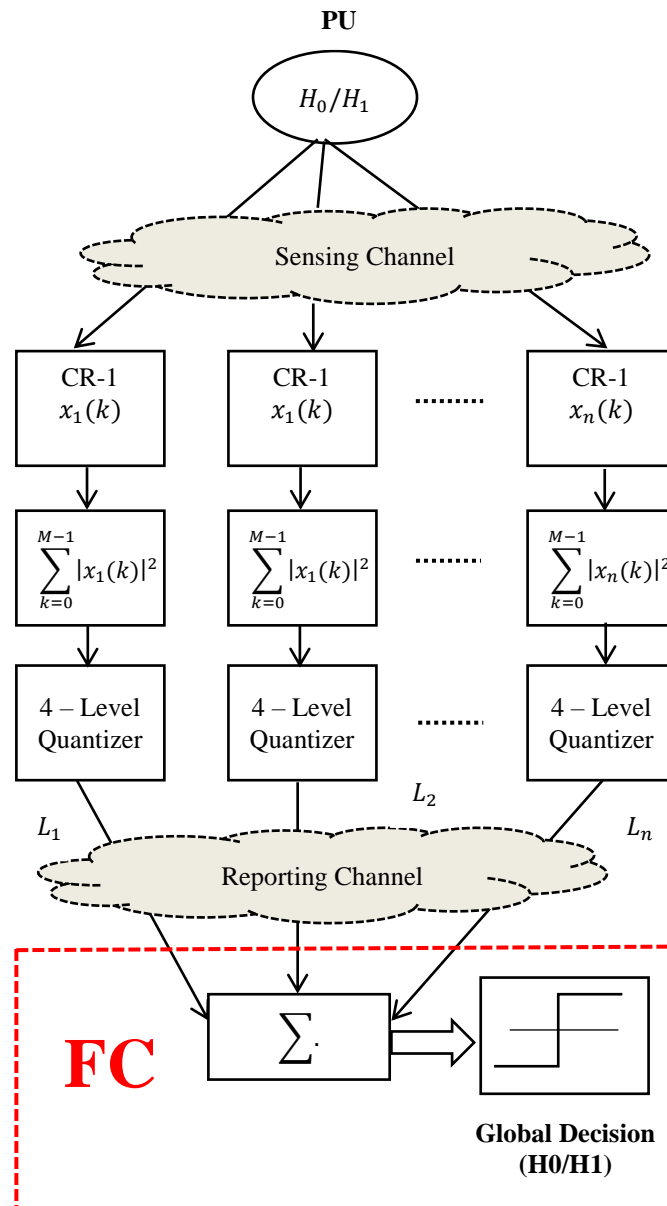 PU
H₀/H₁
Sensing Channel
CR-1
x₁(k)
CR-1
x₁(k)
CR-1
xₙ(k)
M−1
∑ |x₁(k)|²
k=0
M−1
∑ |x₁(k)|²
k=0
M−1
∑ |xₙ(k)|²
k=0
4 – Level
Quantizer
4 – Level
Quantizer
4 – Level
Quantizer
L₁
L₂
Lₙ
Reporting Channel
FC
∑.
Global Decision
(H0/H1)